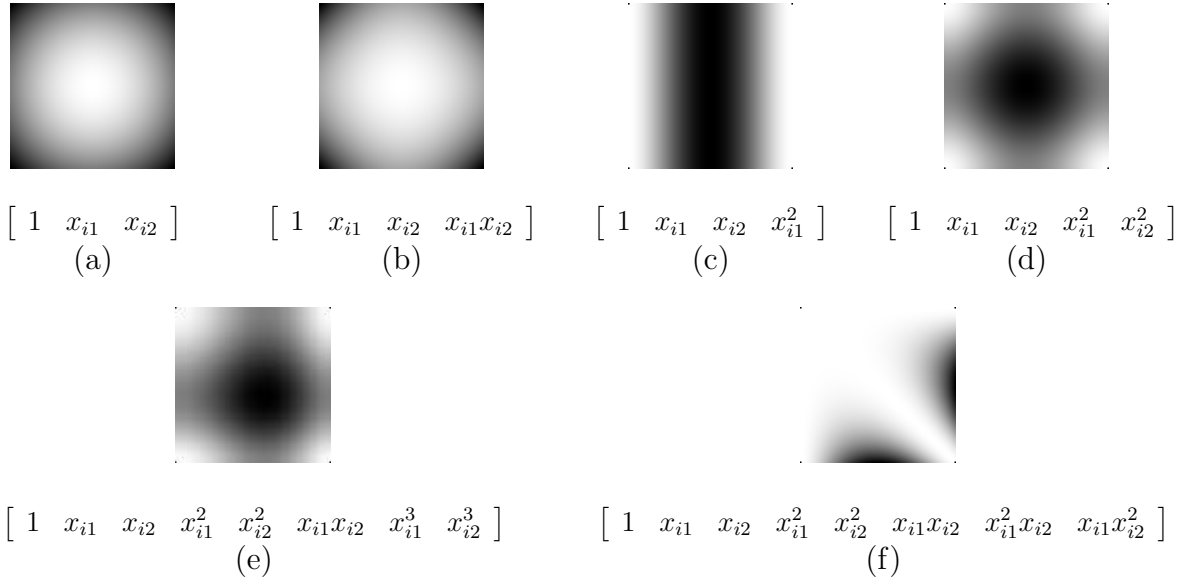 [ 1 x_{i1} x_{i2} ] [ 1 x_{i1} x_{i2} x_{i1}x_{i2} ] [ 1 x_{i1} x_{i2} x_{i1}^2 ] [ 1 x_{i1} x_{i2} x_{i1}^2 x_{i2}^2 ]
(a) (b) (c) (d)
[ 1 x_{i1} x_{i2} x_{i1}^2 x_{i2}^2 x_{i1}x_{i2} x_{i1}^3 x_{i2}^3 ] [ 1 x_{i1} x_{i2} x_{i1}^2 x_{i2}^2 x_{i1}x_{i2} x_{i1}^2x_{i2} x_{i1}x_{i2}^2 ]
(e) (f)